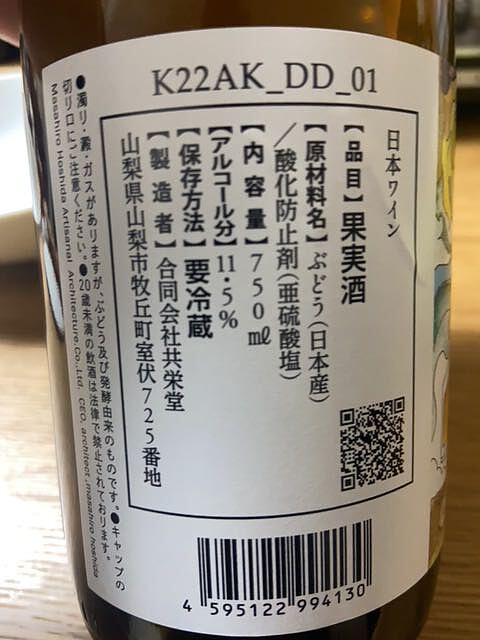 K22AK_DD_01
日本ワイン
【品目】果実酒
【原材料名】ぶどう(日本産)
／酸化防止剤(亜硫酸塩)
【内容量】750㎖
【アルコール分】11.5%
【保存方法】要冷蔵
【製造者】合同会社共栄堂
山梨県山梨市牧丘町室伏725番地
●濁り・澱・ガスがありますが、ぶどう及び発酵由来のものです。●キャップの
切り口にご注意ください。●20歳未満の飲酒は法律で禁止されております。
Masahiro Hoshida Artisanal Architecture.Co.,Ltd. CEO, architect .masahiro hoshida
4 595122 994130